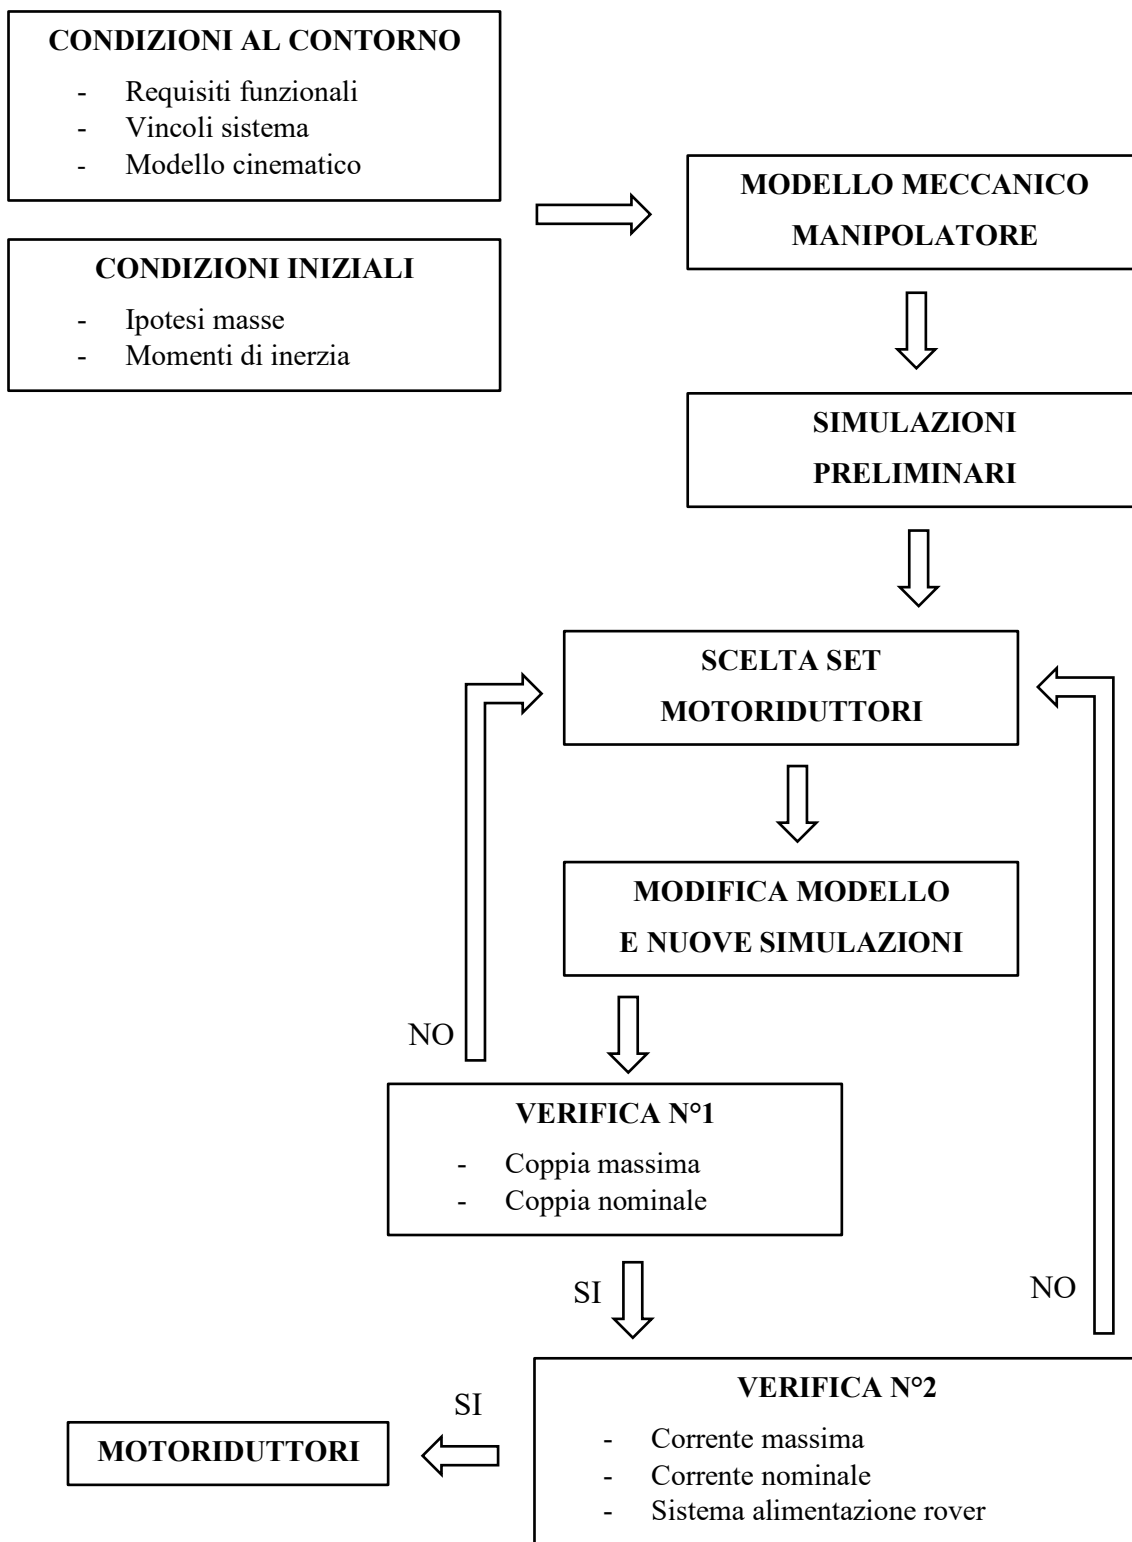 CONDIZIONI AL CONTORNO
- Requisiti funzionali
- Vincoli sistema
- Modello cinematico
CONDIZIONI INIZIALI
- Ipotesi masse
- Momenti di inerzia
MODELLO MECCANICO
MANIPOLATORE
SIMULAZIONI
PRELIMINARI
SCELTA SET
MOTORIDUTTORI
MODIFICA MODELLO
E NUOVE SIMULAZIONI
NO
VERIFICA N°1
- Coppia massima
- Coppia nominale
SI
NO
VERIFICA N°2
- Corrente massima
- Corrente nominale
- Sistema alimentazione rover
SI
MOTORIDUTTORI